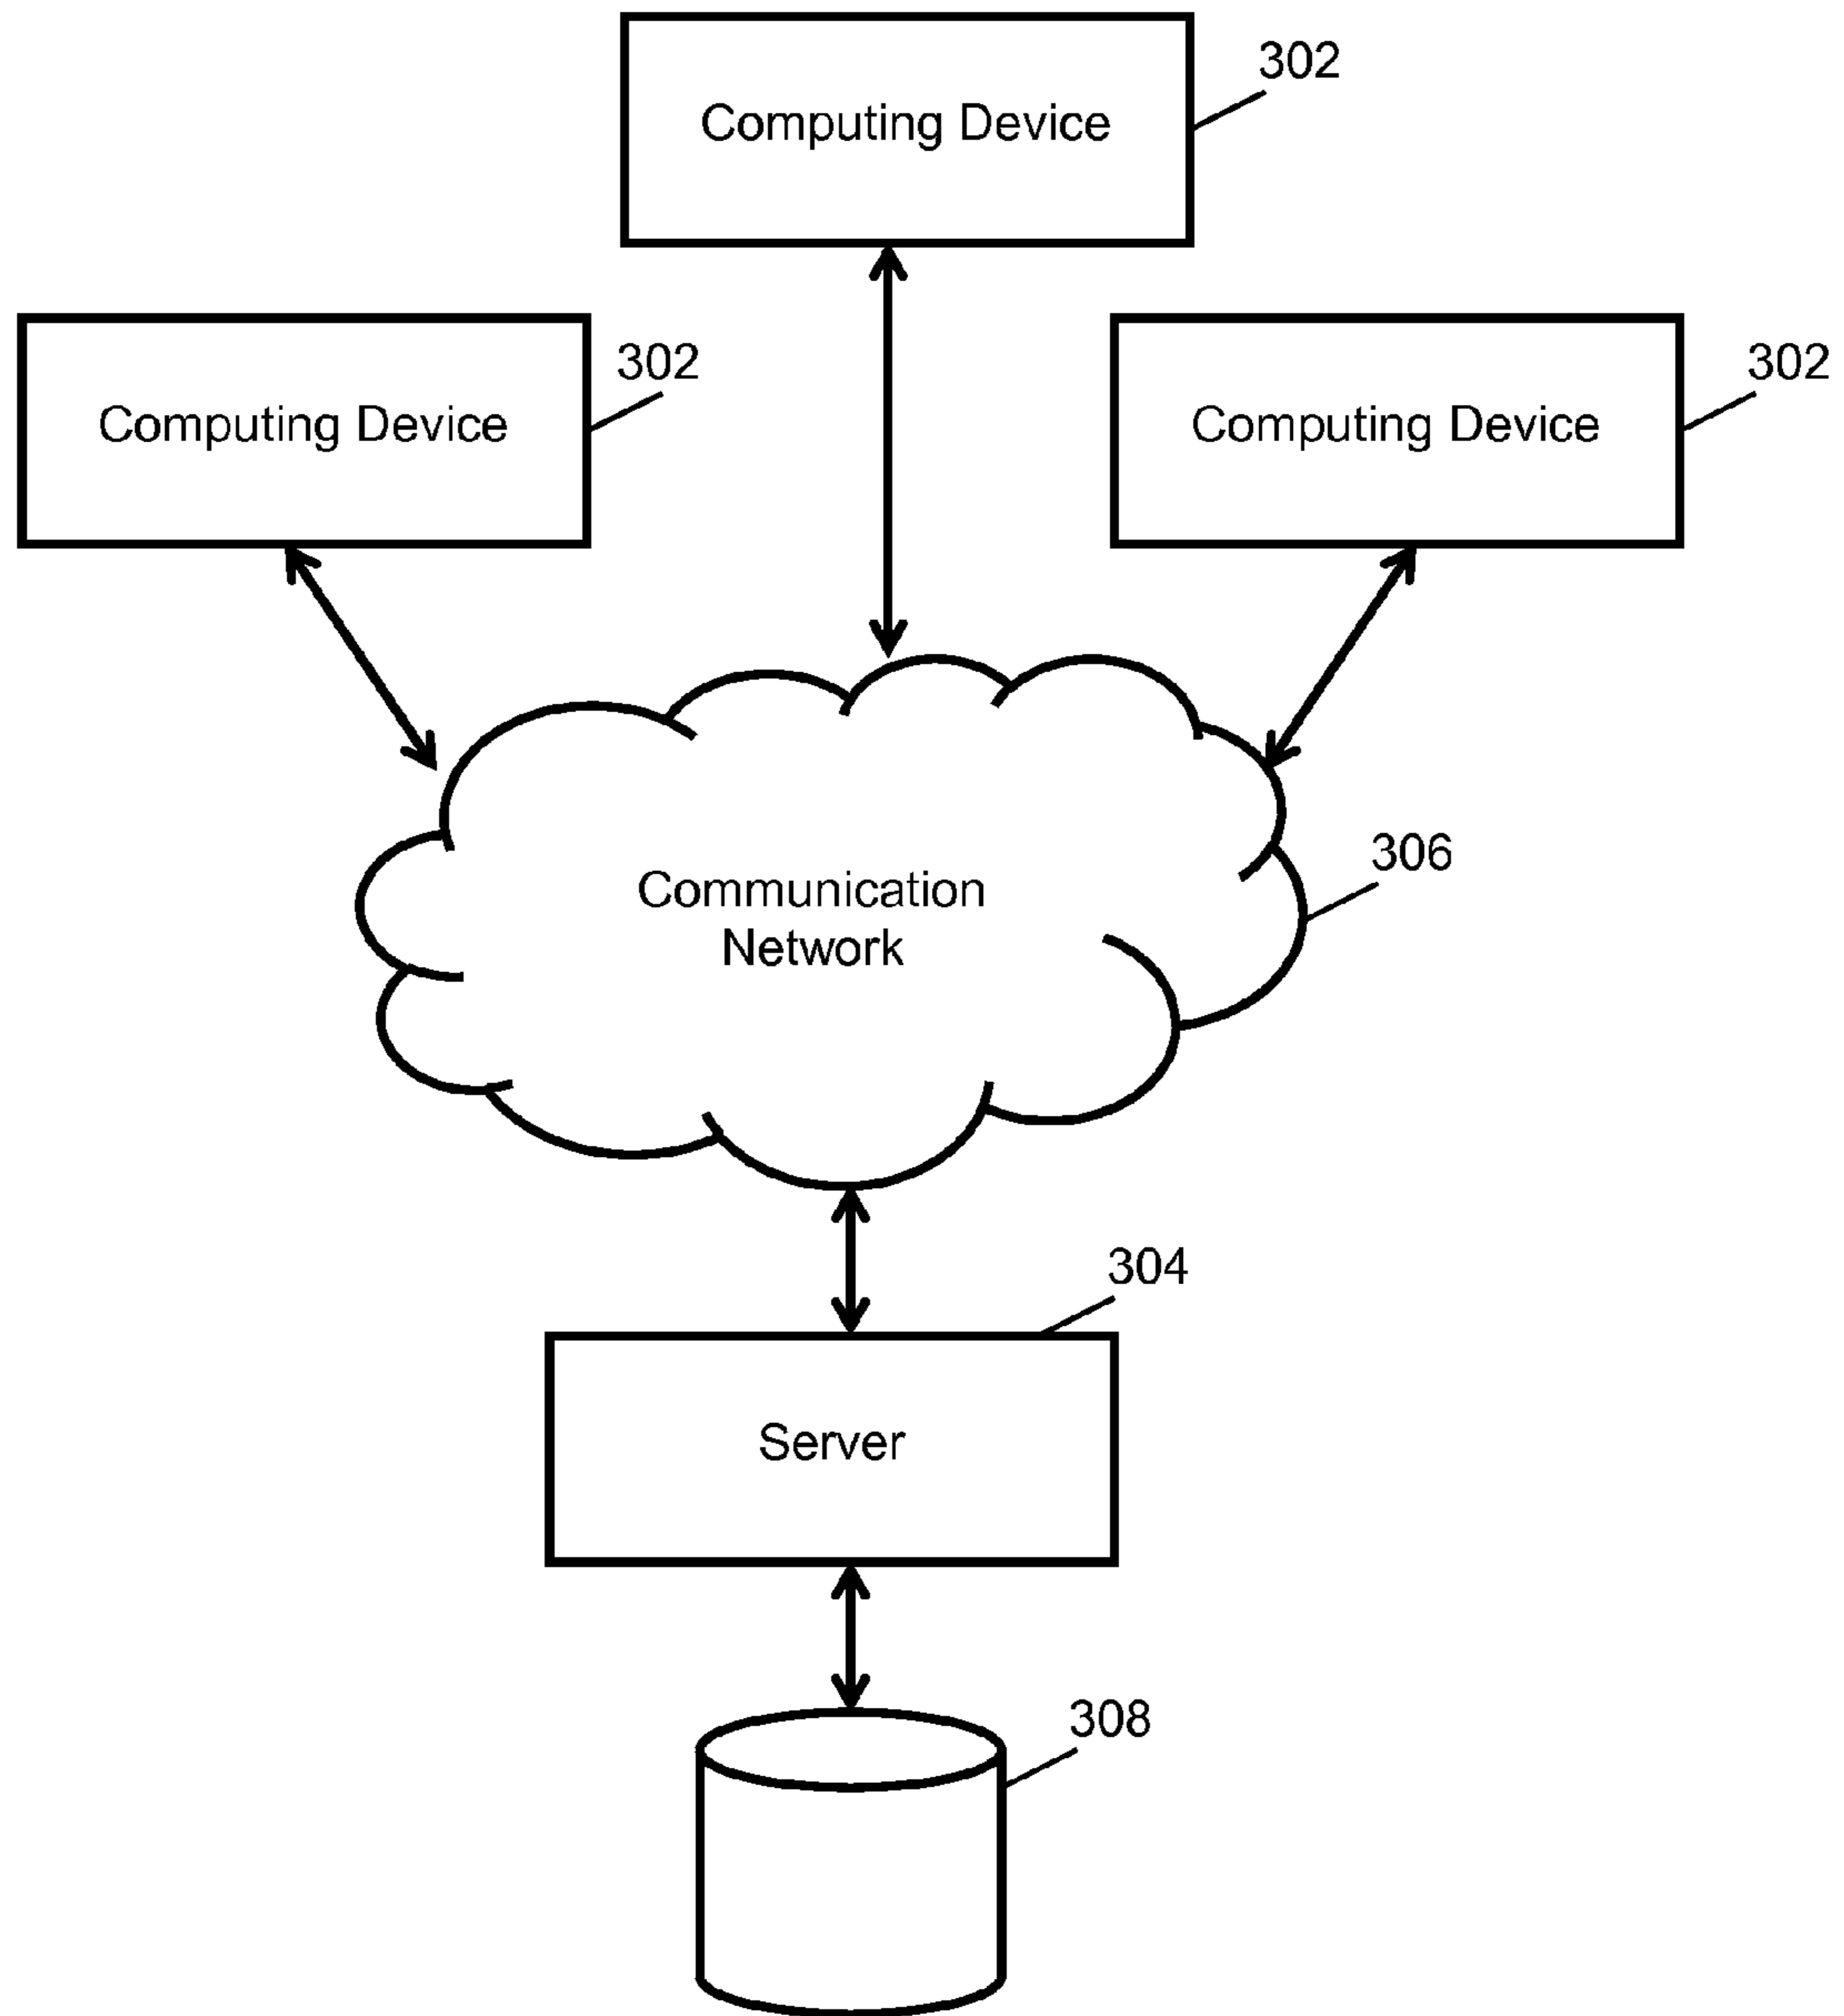 302
Computing Device
302
302
Computing Device
Computing Device
306
Communication
Network
304
Server
308